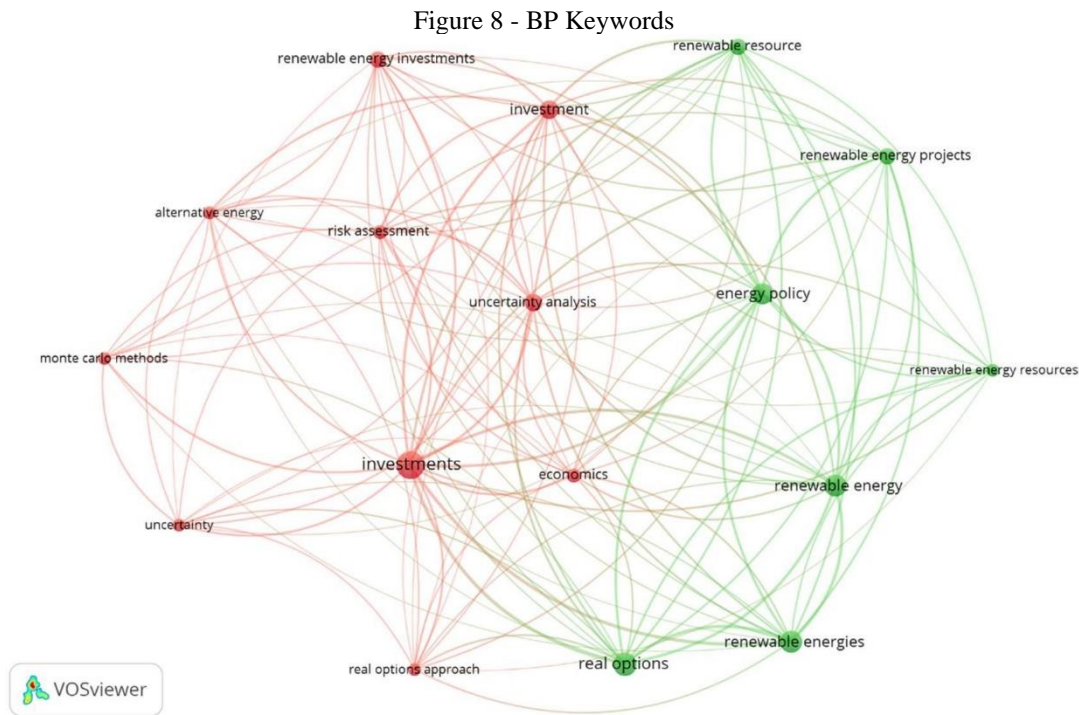 Figure 8 - BP Keywords
renewable resource
renewable energy investments
investment
renewable energy projects
alternative energy
risk assessment
energy policy
uncertainty analysis
monte carlo methods
renewable energy resources
investments
economics
renewable energy
uncertainty
renewable energies
real options
real options approach
VOSviewer